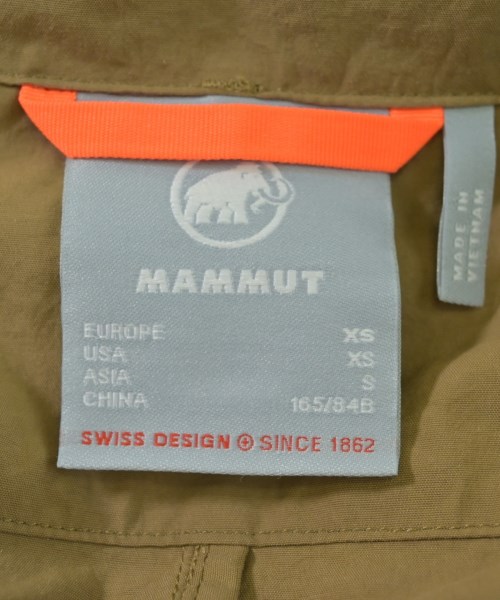 MAMMUT
EUROPE XS
USA XS
ASIA S
CHINA 165/84B
SWISS DESIGN SINCE 1862
MADE IN
VIETNAM